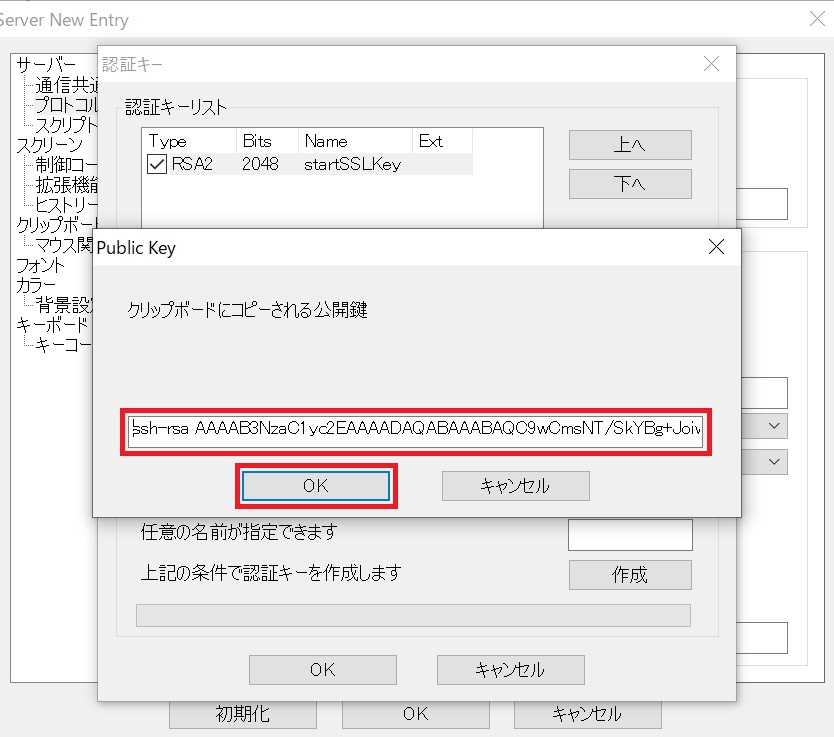 Server New Entry
サーバー
通信共通
プロトコル
スクリプト
スクリーン
制御コー
拡張機能
ヒストリー
クリップボー
マウス関
フォント
カラー
背景設定
キーボード
キーコー
認証キー
認証キーリスト
Type Bits Name Ext
RSA2 2048 startSSLKey
上へ
下へ
Public Key
クリップボードにコピーされる公開鍵
ssh-rsa AAAAB3NzaC1yc2EAAAADAQABAAABAQC9wCmsNT/SkYBg+Joiv
OK キャンセル
任意の名前が指定できます
上記の条件で認証キーを作成します 作成
OK キャンセル
初期化 OK キャンセル